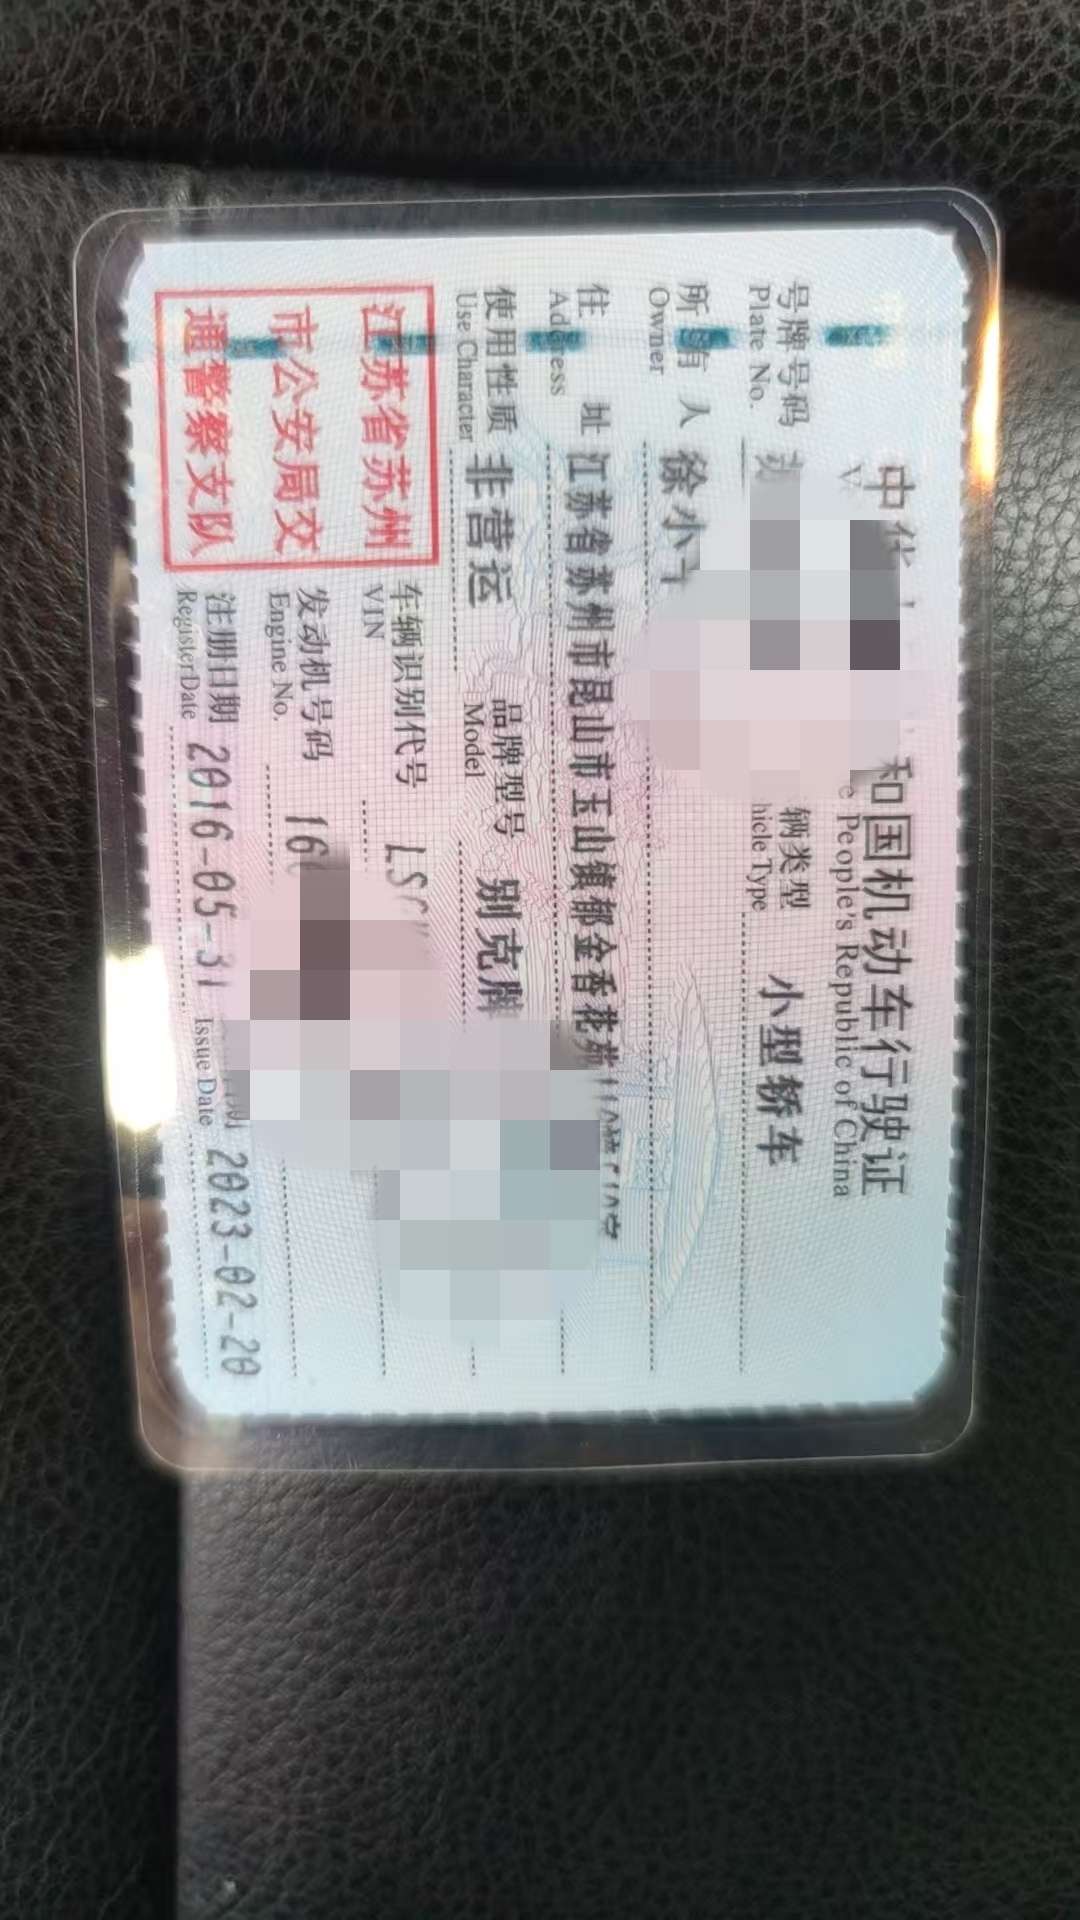 中华
和国机动车行驶证
e People's Republic of China
号牌号码
Plate No.
辆类型 小型轿车
hicle Type
所有人 徐小
Owner
住址 江苏省苏州市昆山市玉山镇郁金香花苑
Address
使用性质 非营运
Use Character
品牌型号 别克牌
Model
江苏省苏州
市公安局交
通警察支队
车辆识别代号 LS
VIN
发动机号码 16
Engine No.
注册日期 2016-05-31
Register Date
期 2023-02-20
Issue Date